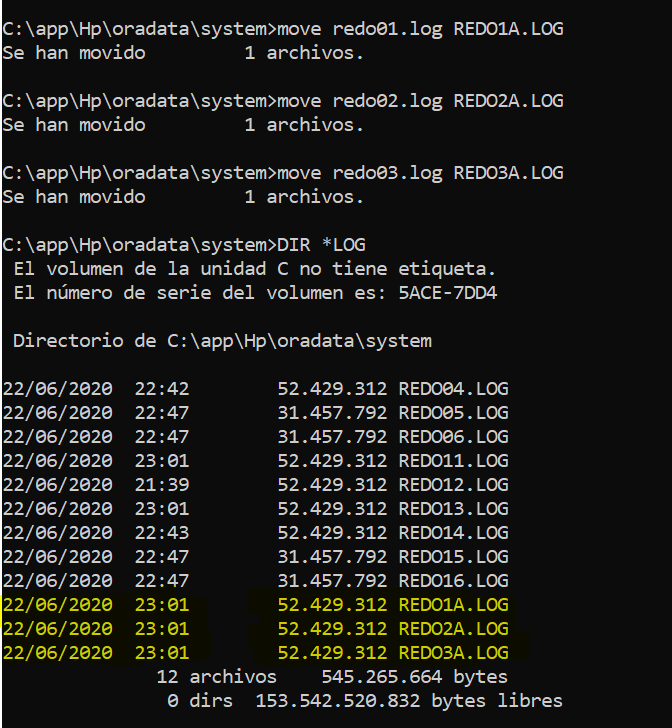 C:\app\Hp\oradata\system>move redo01.log REDO1A.LOG
Se han movido         1 archivos.
C:\app\Hp\oradata\system>move redo02.log REDO2A.LOG
Se han movido         1 archivos.
C:\app\Hp\oradata\system>move redo03.log REDO3A.LOG
Se han movido         1 archivos.
C:\app\Hp\oradata\system>DIR *LOG
 El volumen de la unidad C no tiene etiqueta.
 El número de serie del volumen es: 5ACE-7DD4
 Directorio de C:\app\Hp\oradata\system
22/06/2020  22:42        52.429.312 REDO04.LOG
22/06/2020  22:47        31.457.792 REDO05.LOG
22/06/2020  22:47        31.457.792 REDO06.LOG
22/06/2020  23:01        52.429.312 REDO11.LOG
22/06/2020  21:39        52.429.312 REDO12.LOG
22/06/2020  23:01        52.429.312 REDO13.LOG
22/06/2020  22:43        52.429.312 REDO14.LOG
22/06/2020  22:47        31.457.792 REDO15.LOG
22/06/2020  22:47        31.457.792 REDO16.LOG
22/06/2020  23:01        52.429.312 REDO1A.LOG
22/06/2020  23:01        52.429.312 REDO2A.LOG
22/06/2020  23:01        52.429.312 REDO3A.LOG
              12 archivos    545.265.664 bytes
               0 dirs  153.542.520.832 bytes libres